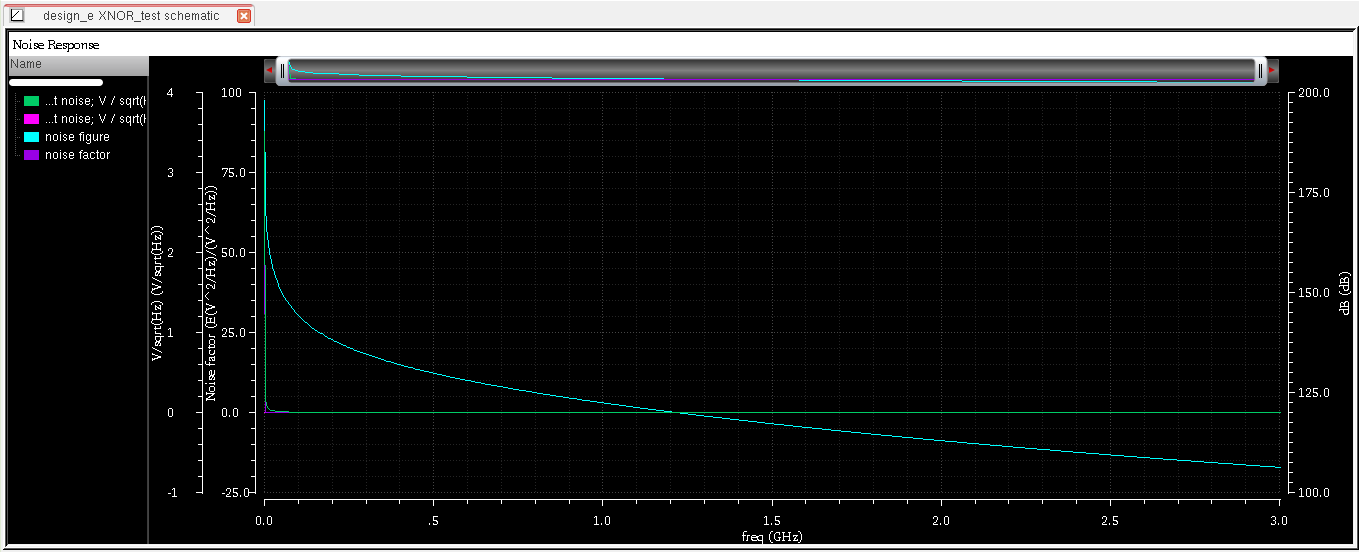 design_e XNOR_test schematic
Noise Response
Name
...t noise; V / sqrt(H
...t noise; V / sqrt(H
noise figure
noise factor
V/sqrt(Hz) (V/sqrt(Hz))
4
3
2
1
0
-1
Noise factor (E(V^2/Hz)/(V^2/Hz))
100
75.0
50.0
25.0
0.0
-25.0
200.0
175.0
150.0
125.0
100.0
dB (dB)
0.0 .5 1.0 1.5 2.0 2.5 3.0
freq (GHz)